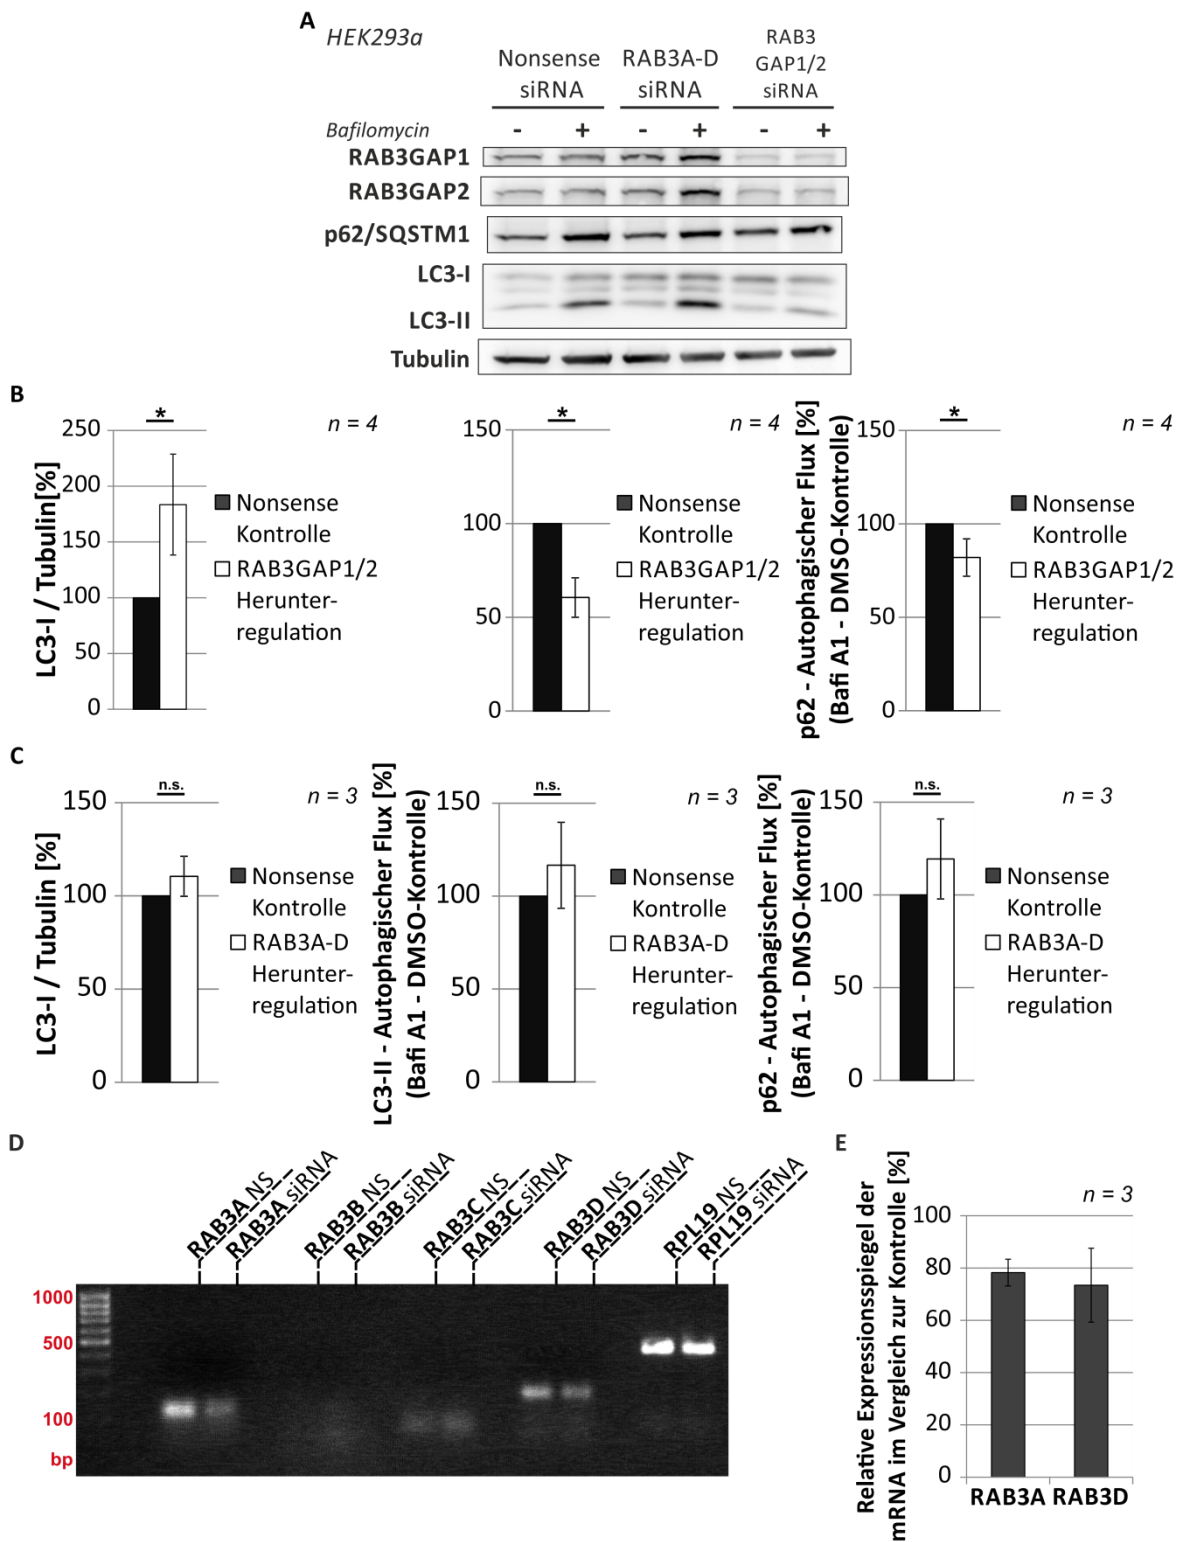 A
HEK293a
Nonsense
siRNA
RAB3A-D
siRNA
RAB3
GAP1/2
siRNA
Bafilomycin - + - + - +
RAB3GAP1
RAB3GAP2
p62/SQSTM1
LC3-I
LC3-II
Tubulin
B
LC3-I / Tubulin[%]
250
200
150
100
50
0
*
n = 4
Nonsense
Kontrolle
RAB3GAP1/2
Herunter-
regulation
150
100
50
0
*
n = 4
Nonsense
Kontrolle
RAB3GAP1/2
Herunter-
regulation
p62 - Autophagischer Flux [%]
(Bafi A1 - DMSO-Kontrolle)
150
100
50
0
*
n = 4
Nonsense
Kontrolle
RAB3GAP1/2
Herunter-
regulation
C
LC3-I / Tubulin [%]
150
100
50
0
n.s.
n = 3
Nonsense
Kontrolle
RAB3A-D
Herunter-
regulation
LC3-II - Autophagischer Flux [%]
(Bafi A1 - DMSO-Kontrolle)
150
100
50
0
n.s.
n = 3
Nonsense
Kontrolle
RAB3A-D
Herunter-
regulation
p62 - Autophagischer Flux [%]
(Bafi A1 - DMSO-Kontrolle)
150
100
50
0
n.s.
n = 3
Nonsense
Kontrolle
RAB3A-D
Herunter-
regulation
D
RAB3A NS
RAB3A siRNA
RAB3B NS
RAB3B siRNA
RAB3C NS
RAB3C siRNA
RAB3D NS
RAB3D siRNA
RPL19 NS
RPL19 siRNA
1000
500
100
bp
E
Relative Expressionsspiegel der
mRNA im Vergleich zur Kontrolle [%]
n = 3
100
80
60
40
20
0
RAB3A RAB3D